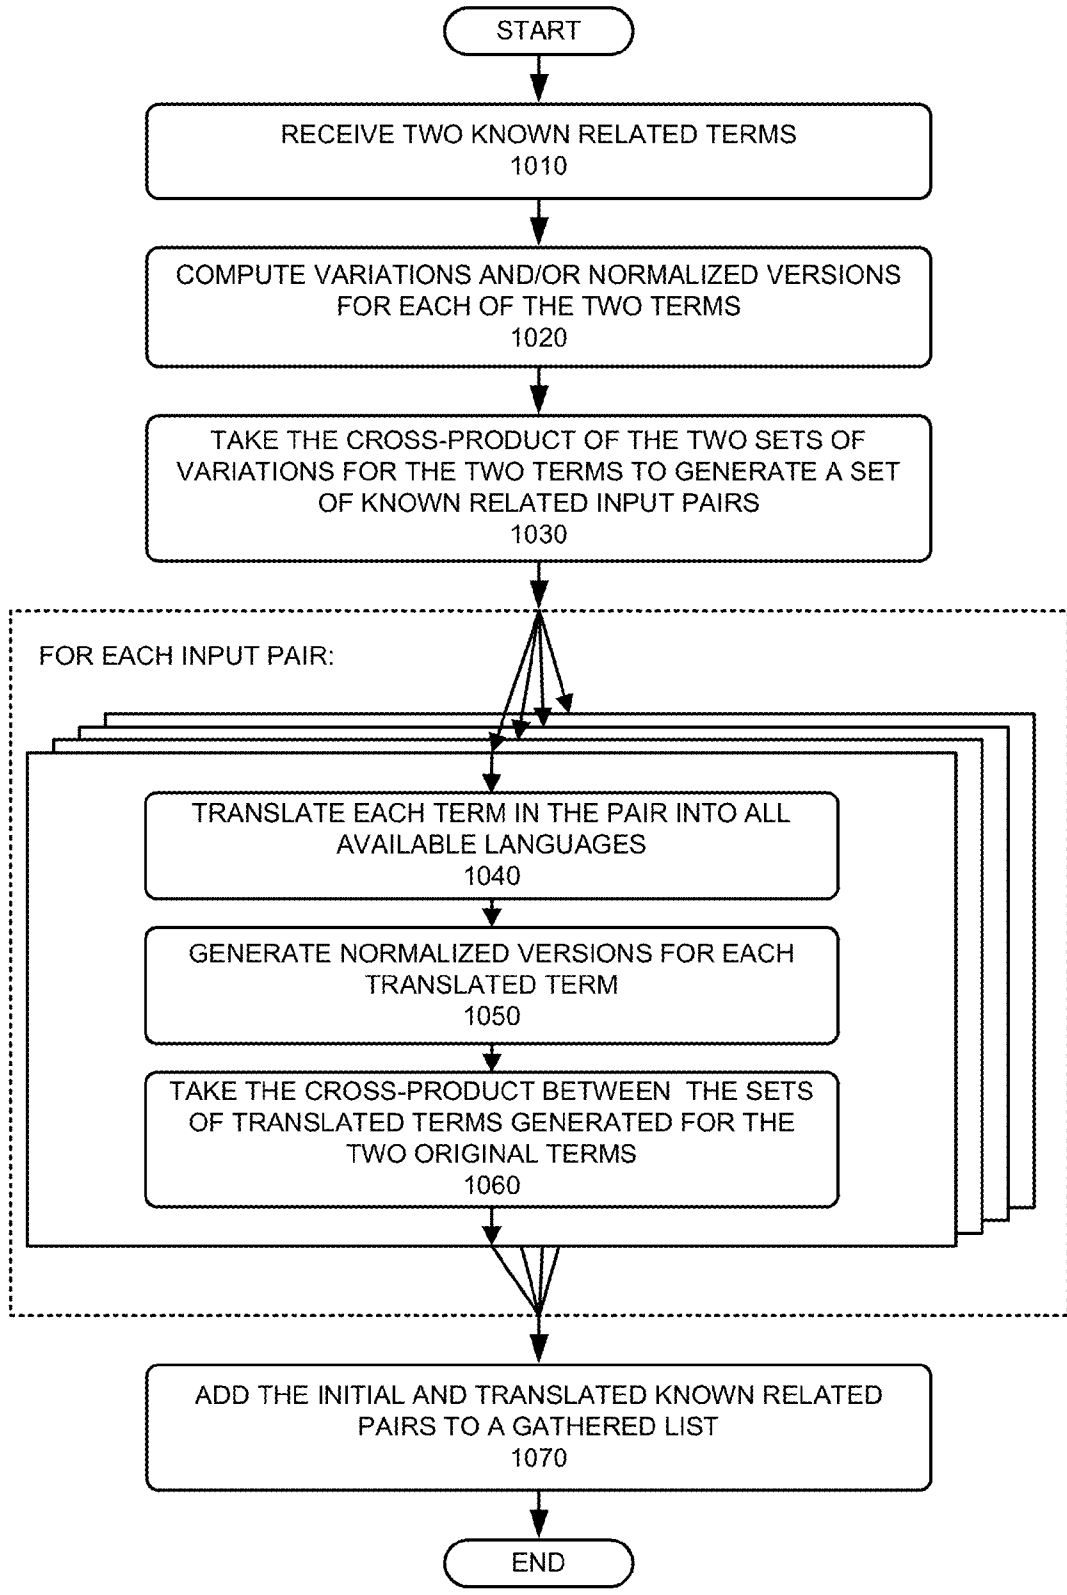 START
RECEIVE TWO KNOWN RELATED TERMS
1010
COMPUTE VARIATIONS AND/OR NORMALIZED VERSIONS
FOR EACH OF THE TWO TERMS
1020
TAKE THE CROSS-PRODUCT OF THE TWO SETS OF
VARIATIONS FOR THE TWO TERMS TO GENERATE A SET
OF KNOWN RELATED INPUT PAIRS
1030
FOR EACH INPUT PAIR:
TRANSLATE EACH TERM IN THE PAIR INTO ALL
AVAILABLE LANGUAGES
1040
GENERATE NORMALIZED VERSIONS FOR EACH
TRANSLATED TERM
1050
TAKE THE CROSS-PRODUCT BETWEEN THE SETS
OF TRANSLATED TERMS GENERATED FOR THE
TWO ORIGINAL TERMS
1060
ADD THE INITIAL AND TRANSLATED KNOWN RELATED
PAIRS TO A GATHERED LIST
1070
END